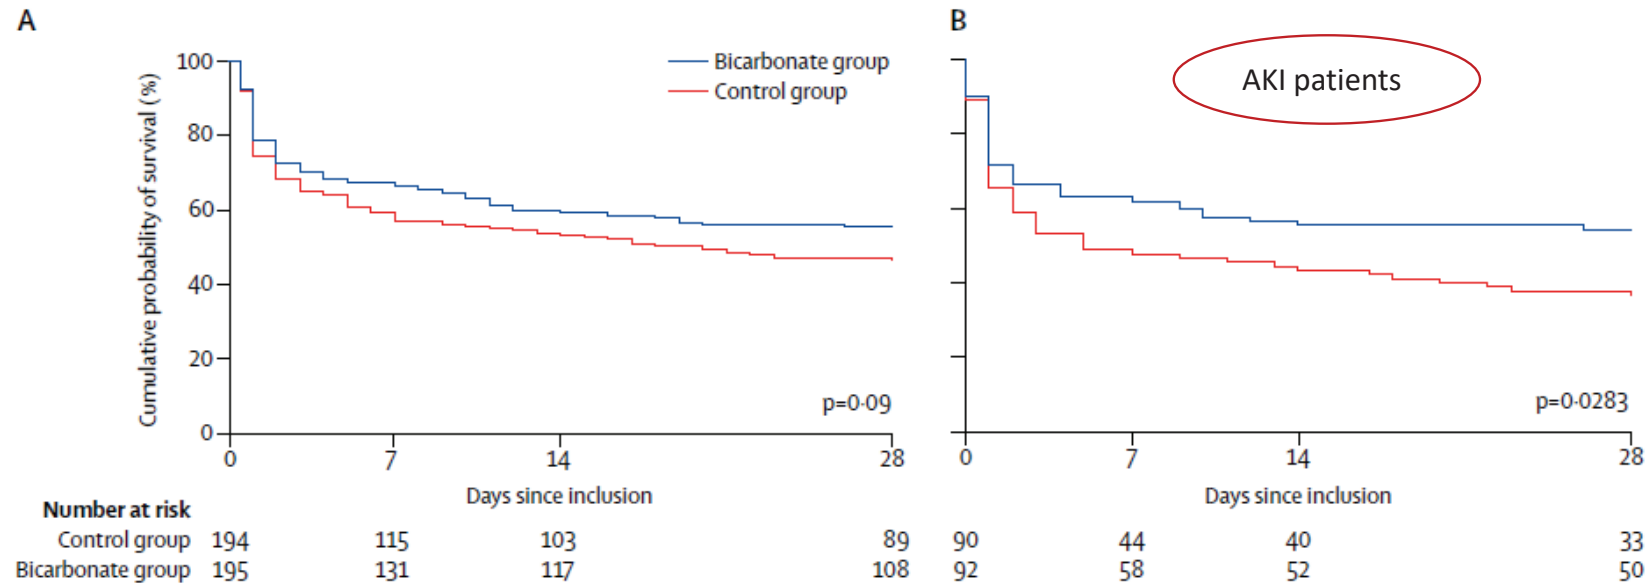 A
Cumulative probability of survival (%)
100
80
60
40
20
0
Bicarbonate group
Control group
p=0·09
0 7 14 28
Days since inclusion
B
AKI patients
p=0·0283
0 7 14 28
Days since inclusion
Number at risk
Control group 194 115 103 89 90 44 40 33
Bicarbonate group 195 131 117 108 92 58 52 50